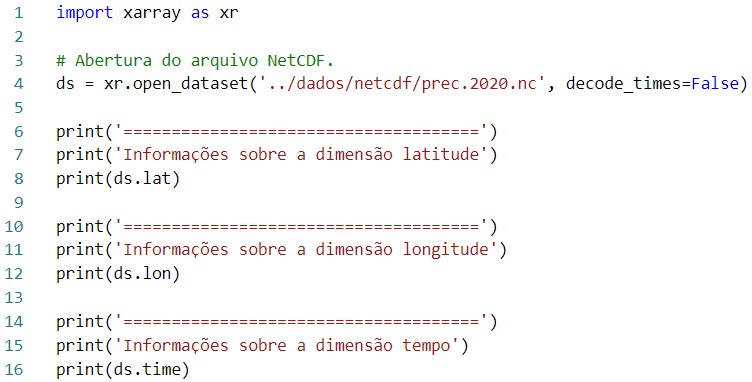 1 import xarray as xr
2
3 # Abertura do arquivo NetCDF.
4 ds = xr.open_dataset('../dados/netcdf/prec.2020.nc', decode_times=False)
5
6 print('=====================================')
7 print('Informações sobre a dimensão latitude')
8 print(ds.lat)
9
10 print('=====================================')
11 print('Informações sobre a dimensão longitude')
12 print(ds.lon)
13
14 print('=====================================')
15 print('Informações sobre a dimensão tempo')
16 print(ds.time)